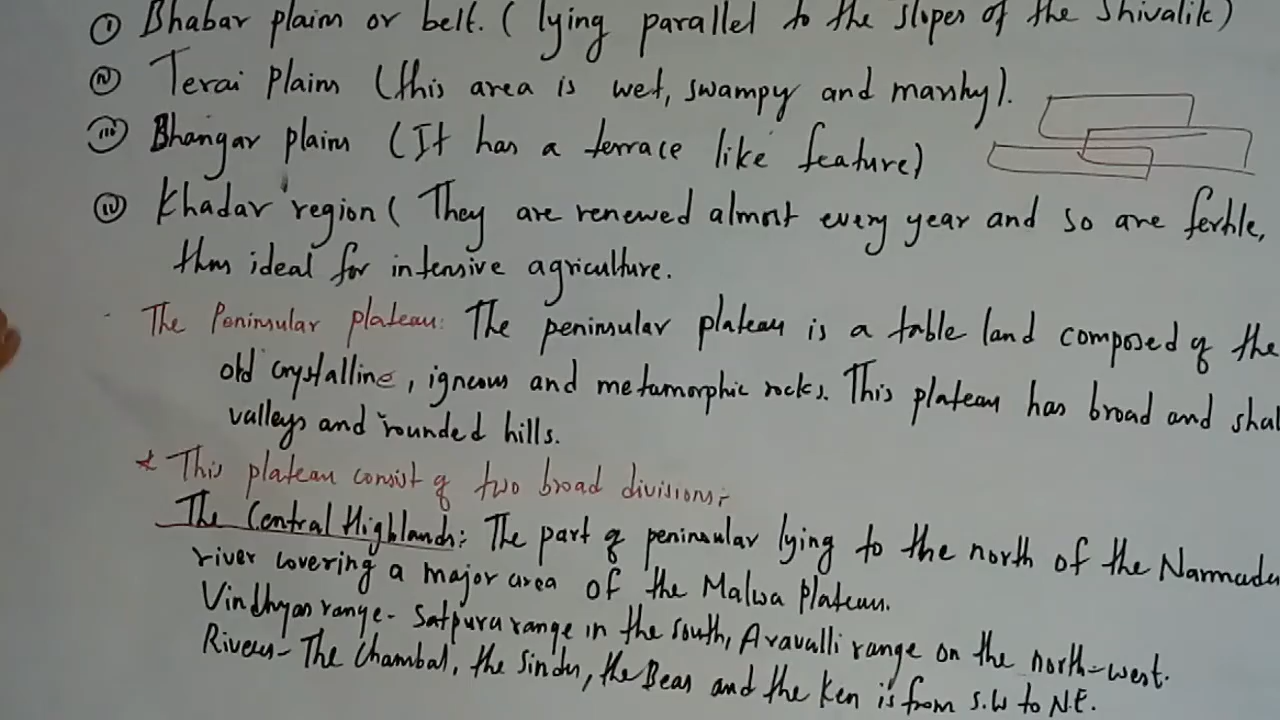 ① Bhabar plain or belt. ( lying parallel to the slopes of the Shivalik)
② Terai plain (this area is wet, swampy and marshy).
iii Bhangar plain (It has a terrace like feature)
iv Khadar region ( They are renewed almost every year and so are fertile,
thus ideal for intensive agriculture.
The Peninsular plateau: The peninsular plateau is a table land composed of the
old crystalline, igneous and metamorphic rocks. This plateau has broad and shal
valleys and rounded hills.
* This plateau consist of two broad divisions:-
The Central Highlands: The part of peninsular lying to the north of the Narmada
river covering a major area of the Malwa plateau.
Vindhyan range - Satpura range in the south, Aravalli range on the north-west.
Rivers - The Chambal, the Sindu, the Beas and the Ken is from S.W to N.E.